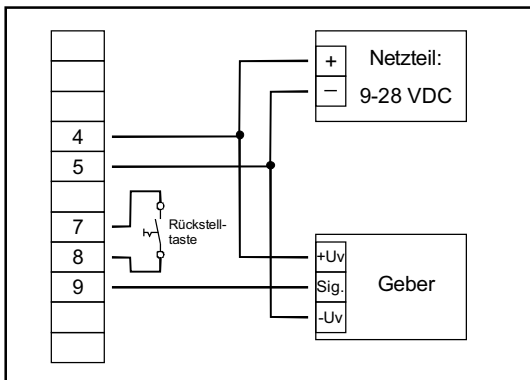 4
5
7
8
9
Rückstell-
taste
+
–
Netzteil:
9-28 VDC
+Uv
Sig.
-Uv
Geber